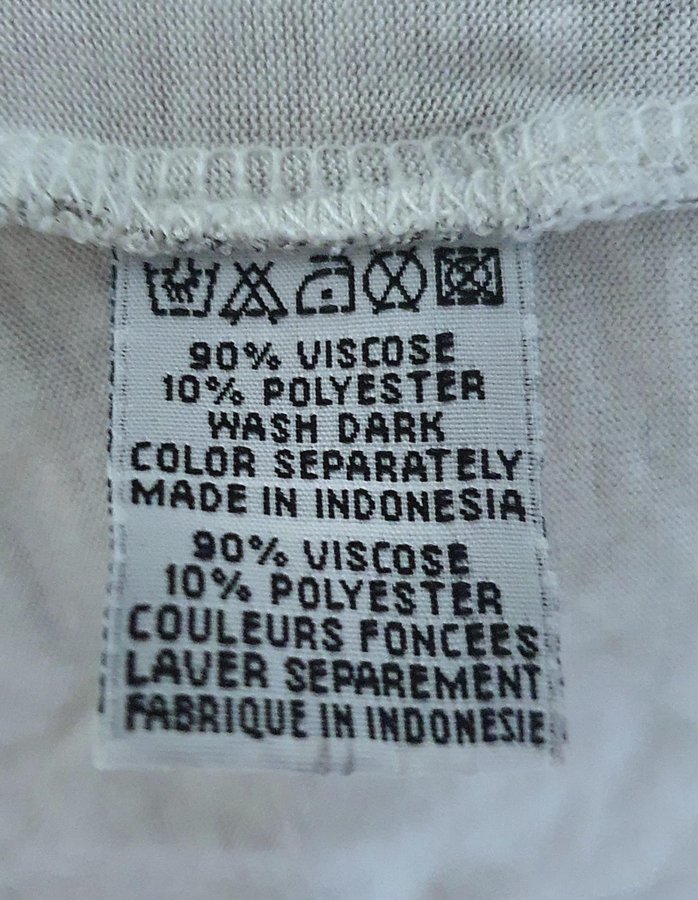 90% VISCOSE
10% POLYESTER
WASH DARK
COLOR SEPARATELY
MADE IN INDONESIA
90% VISCOSE
10% POLYESTER
COULEURS FONCEES
LAVER SEPAREMENT
FABRIQUE IN INDONESIE